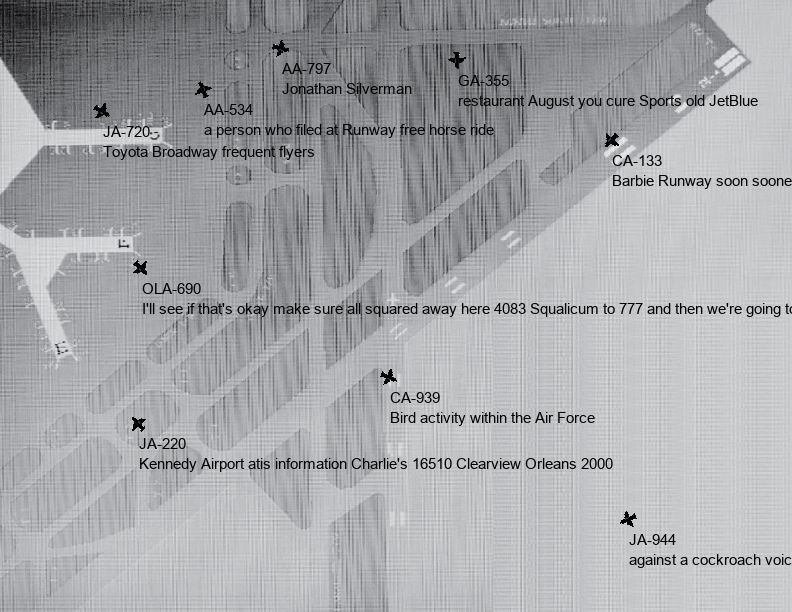 AA-797
Jonathan Silverman
GA-355
restaurant August you cure Sports old JetBlue
AA-534
a person who filed at Runway free horse ride
JA-720
Toyota Broadway frequent flyers
CA-133
Barbie Runway soon soone
OLA-690
I'll see if that's okay make sure all squared away here 4083 Squalicum to 777 and then we're going to
CA-939
Bird activity within the Air Force
JA-220
Kennedy Airport atis information Charlie's 16510 Clearview Orleans 2000
JA-944
against a cockroach voic